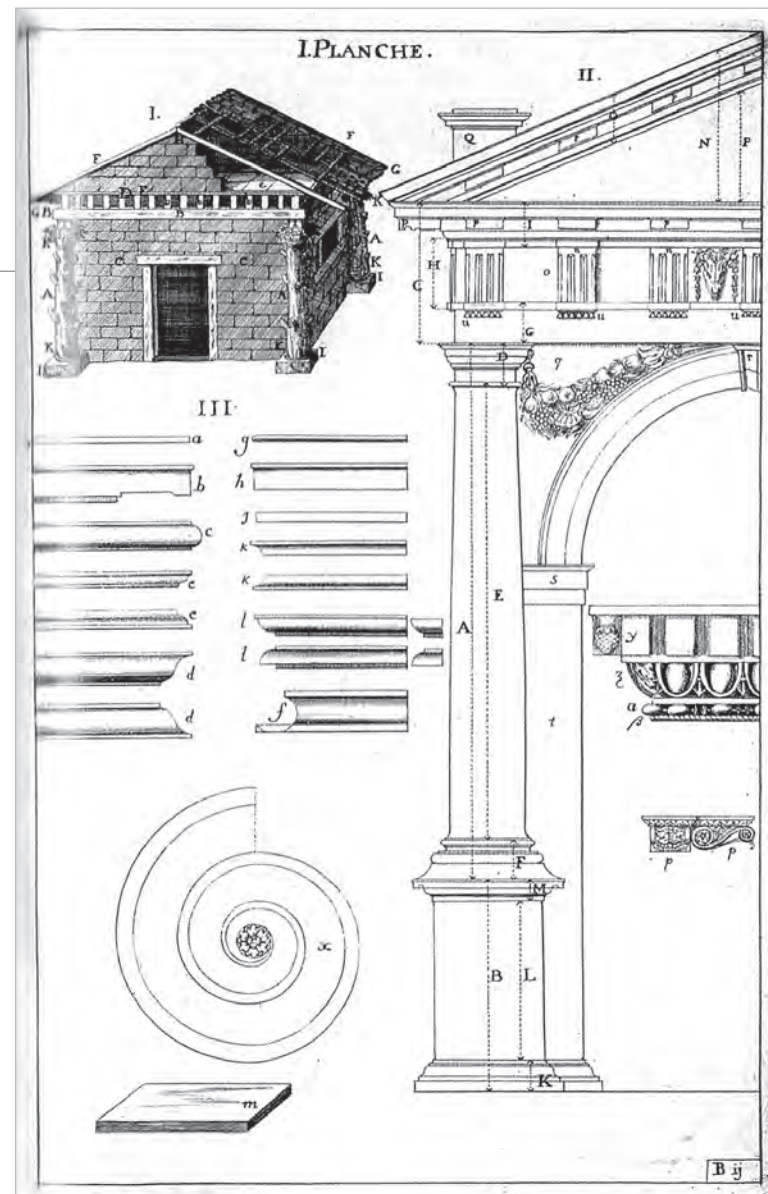 I. PLANCHE.
I.
II.
F
F
G
E
D
G B
B
K
K
A
A
C
C
A
K
I
K
K
I
I
Q
O
N
P
I
H
C
o
G
u
u
u
D
q
r
III.
a
g
b
h
c
k
e
k
e
l
l
d
d
f
E
A
s
t
y
a
β
p
p
F
M
B
L
K
x
m
B ij